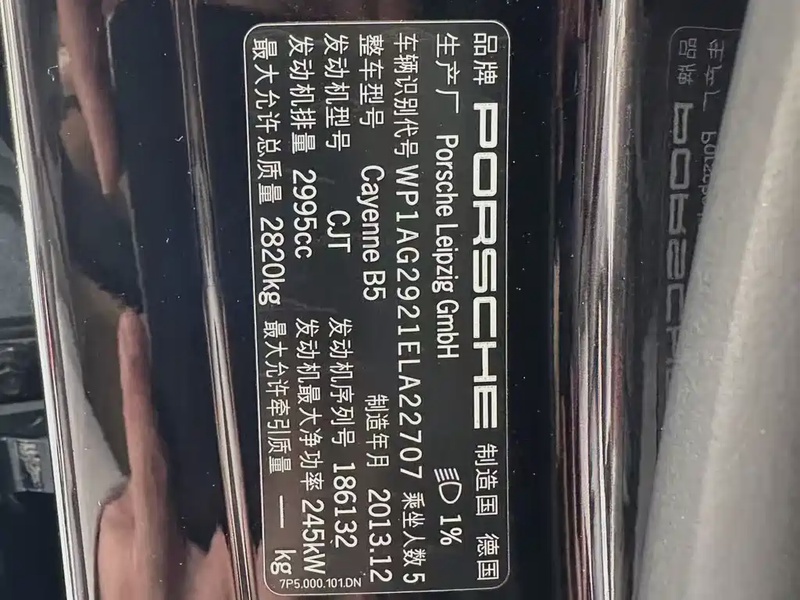 品牌 PORSCHE 制造国 德国
生产厂 Porsche Leipzig GmbH 1%
车辆识别代号 WP1AG2921ELA22707 乘坐人数 5
整车型号 Cayenne B5 制造年月 2013.12
发动机型号 CJT 发动机序列号 186132
发动机排量 2995cc 发动机最大净功率 245kW
最大允许总质量 2820kg 最大允许牵引质量 — kg
7P5.000.101.DN